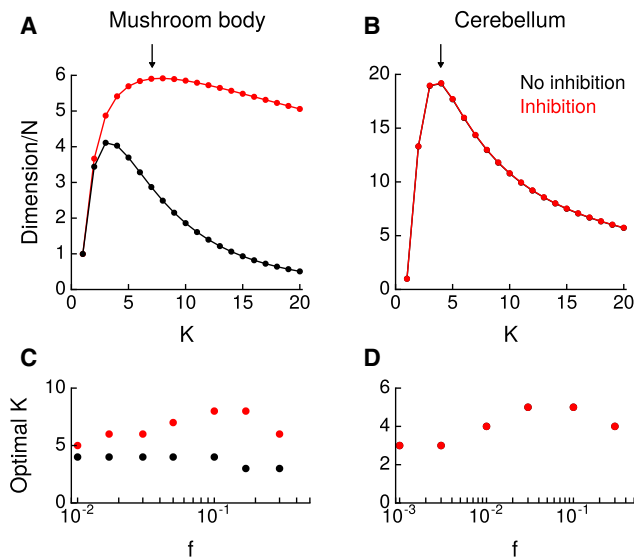 Mushroom body
Cerebellum
A
B
No inhibition
Inhibition
Dimension/N
6
5
4
3
2
1
0
0 5 10 15 20
K
20
15
10
5
0
0 5 10 15 20
K
C
D
Optimal K
10
5
0
10⁻² 10⁻¹
f
6
4
2
0
10⁻³ 10⁻² 10⁻¹
f